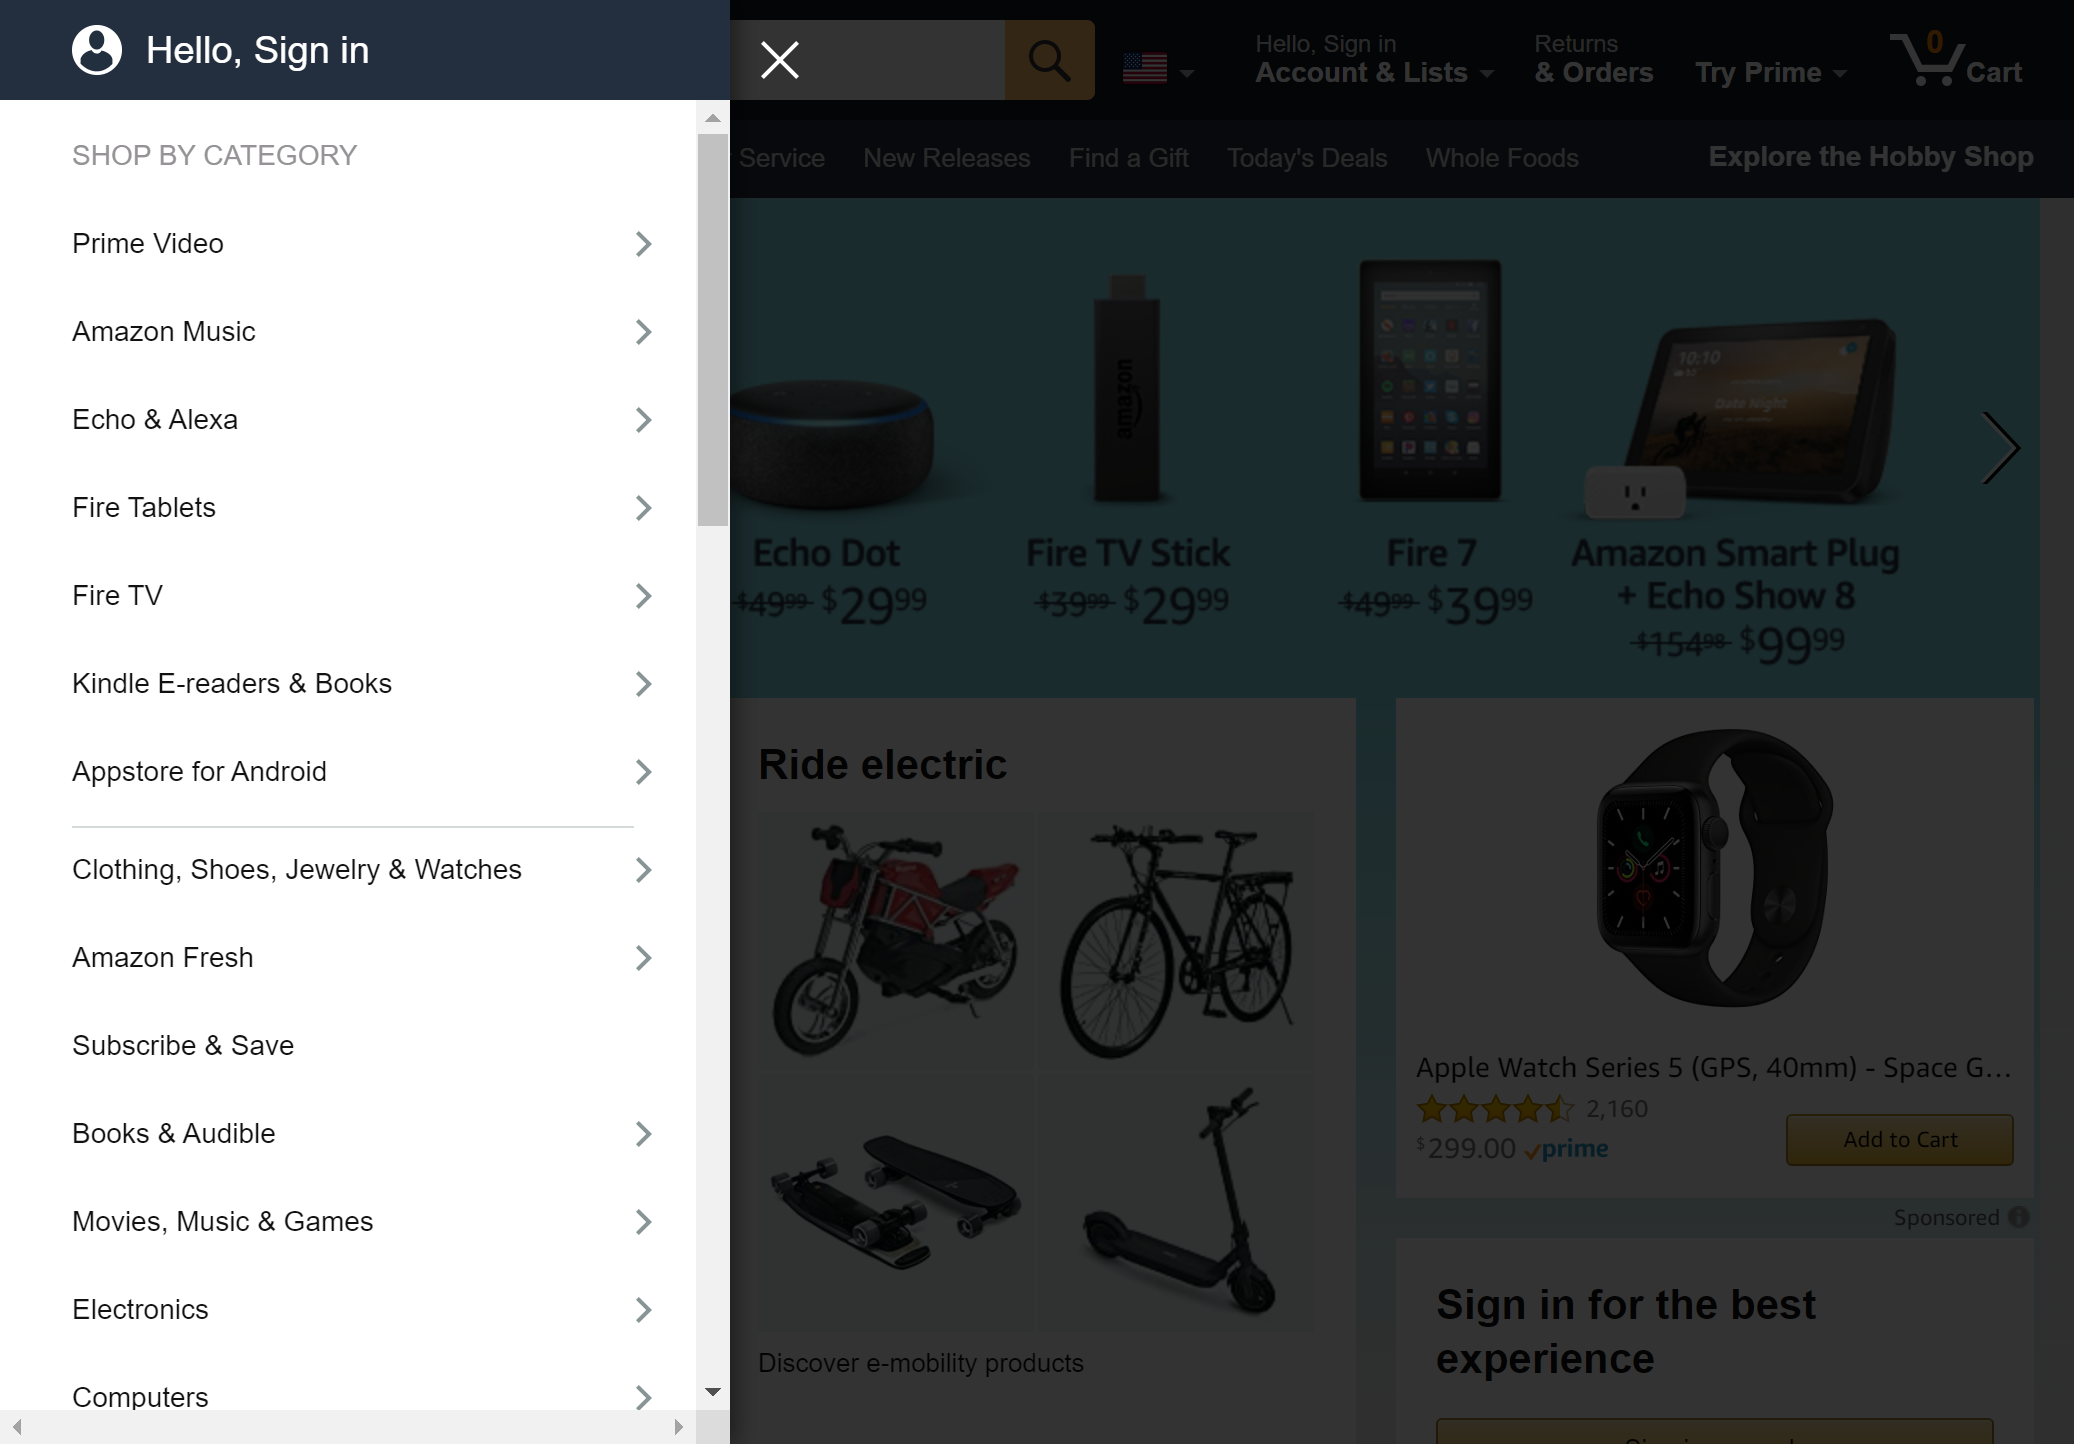 Hello, Sign in
SHOP BY CATEGORY
Prime Video
Amazon Music
Echo & Alexa
Fire Tablets
Fire TV
Kindle E-readers & Books
Appstore for Android
Clothing, Shoes, Jewelry & Watches
Amazon Fresh
Subscribe & Save
Books & Audible
Movies, Music & Games
Electronics
Computers
Hello, Sign in
Account & Lists
Returns
& Orders
Try Prime
0
Cart
Service
New Releases
Find a Gift
Today's Deals
Whole Foods
Explore the Hobby Shop
amazon
10:10
Date Night
Echo Dot
$49.99 $29.99
Fire TV Stick
$39.99 $29.99
Fire 7
$49.99 $39.99
Amazon Smart Plug
+ Echo Show 8
$154.98 $99.99
Ride electric
Discover e-mobility products
Apple Watch Series 5 (GPS, 40mm) - Space G...
2,160
$299.00 prime
Add to Cart
Sponsored
Sign in for the best
experience